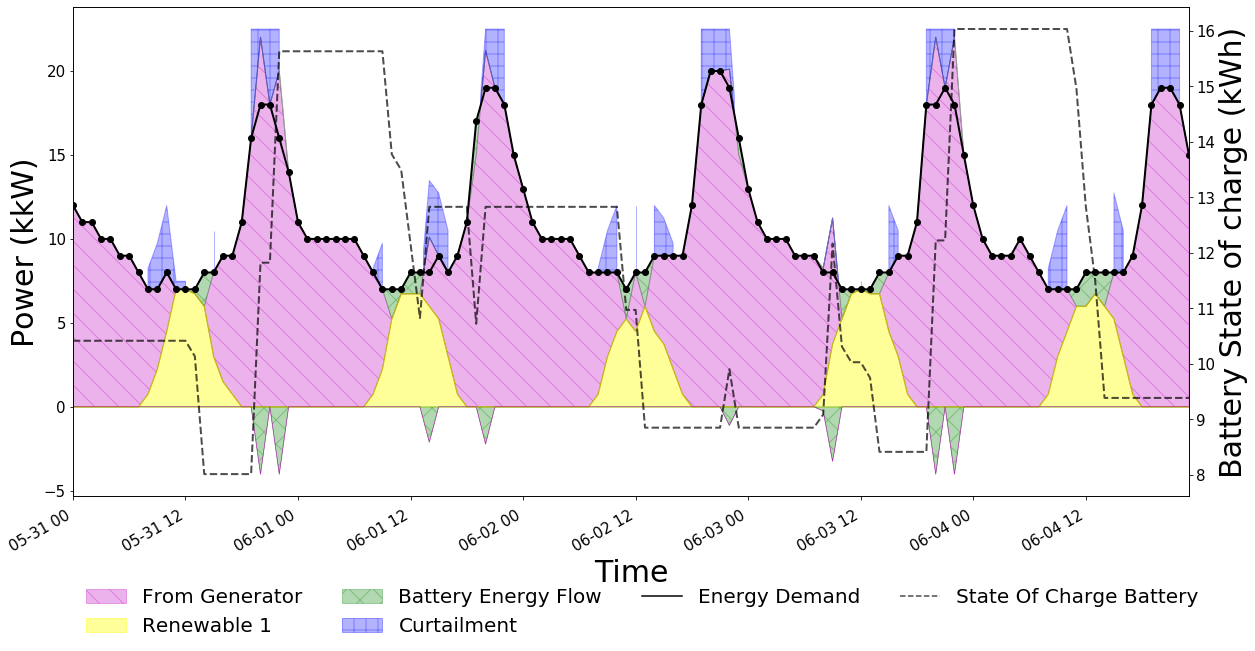 Power (kkW)
20
15
10
5
0
−5
16
15
14
13
12
11
10
9
8
Battery State of charge (kWh)
05-31 00
05-31 12
06-01 00
06-01 12
06-02 00
06-02 12
06-03 00
06-03 12
06-04 00
06-04 12
Time
From Generator
Battery Energy Flow
Energy Demand
State Of Charge Battery
Renewable 1
Curtailment